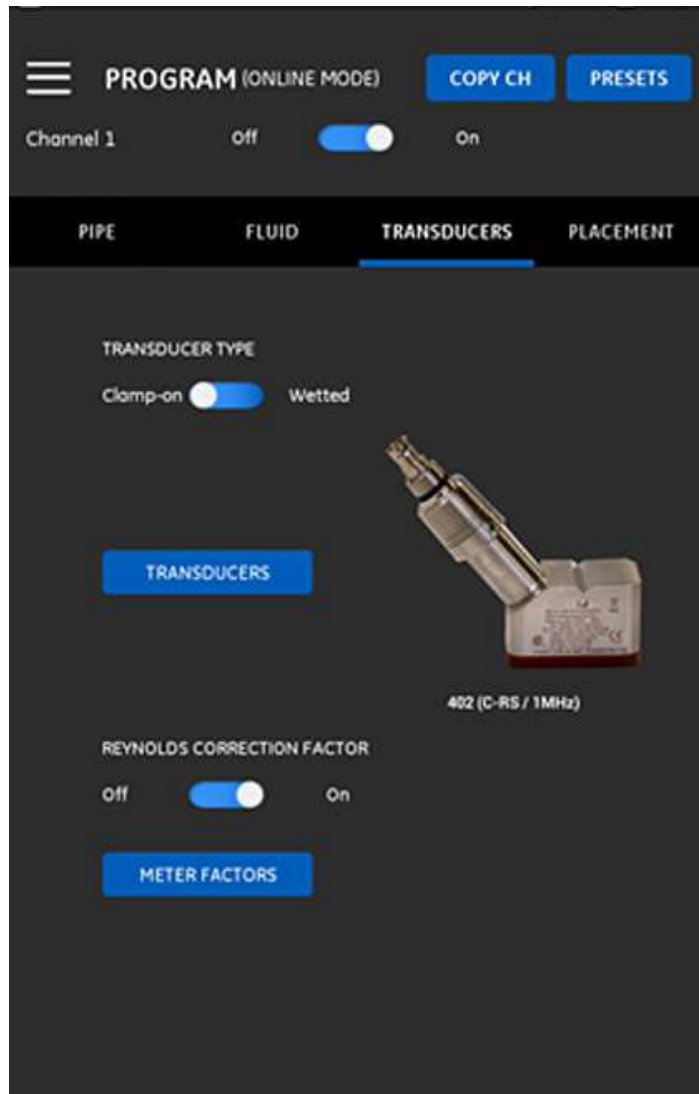 PROGRAM (ONLINE MODE) COPY CH PRESETS
Channel 1 Off On
PIPE FLUID TRANSDUCERS PLACEMENT
TRANSDUCER TYPE
Clamp-on Wetted
TRANSDUCERS
402 (C-RS / 1MHz)
REYNOLDS CORRECTION FACTOR
Off On
METER FACTORS